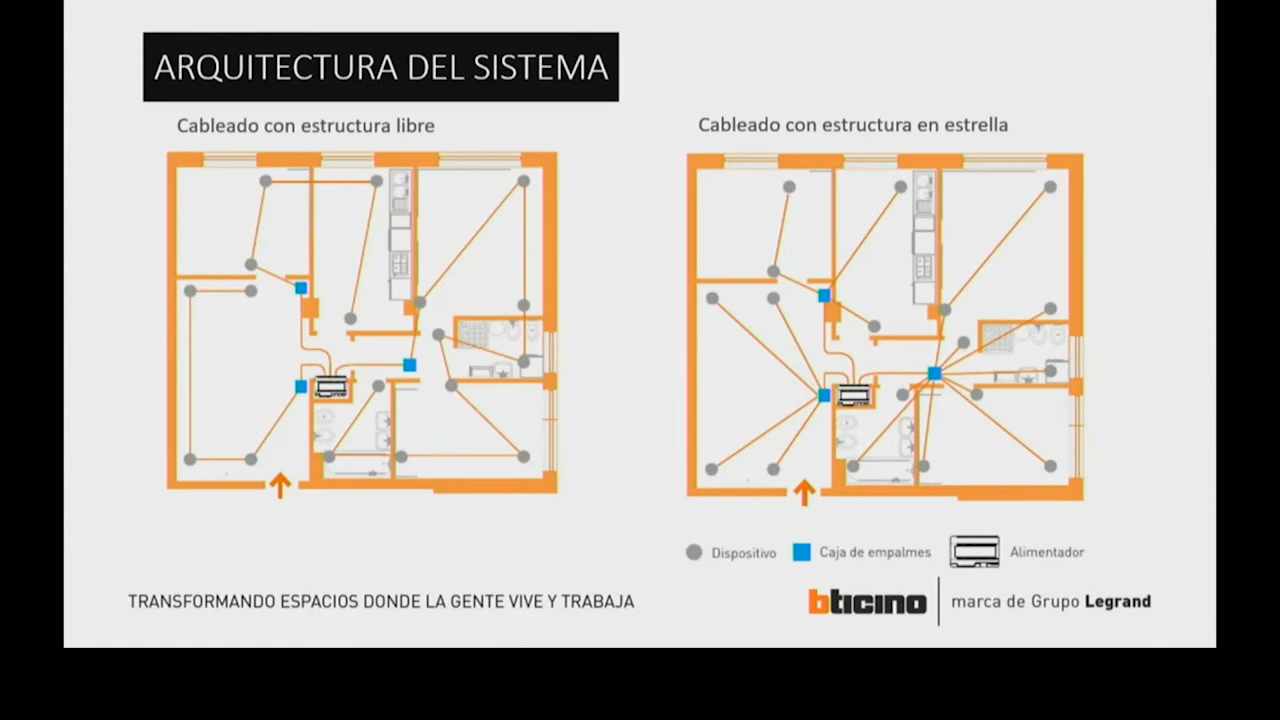 ARQUITECTURA DEL SISTEMA
Cableado con estructura libre
Cableado con estructura en estrella
Dispositivo
Caja de empalmes
Alimentador
TRANSFORMANDO ESPACIOS DONDE LA GENTE VIVE Y TRABAJA
bticino
marca de Grupo Legrand